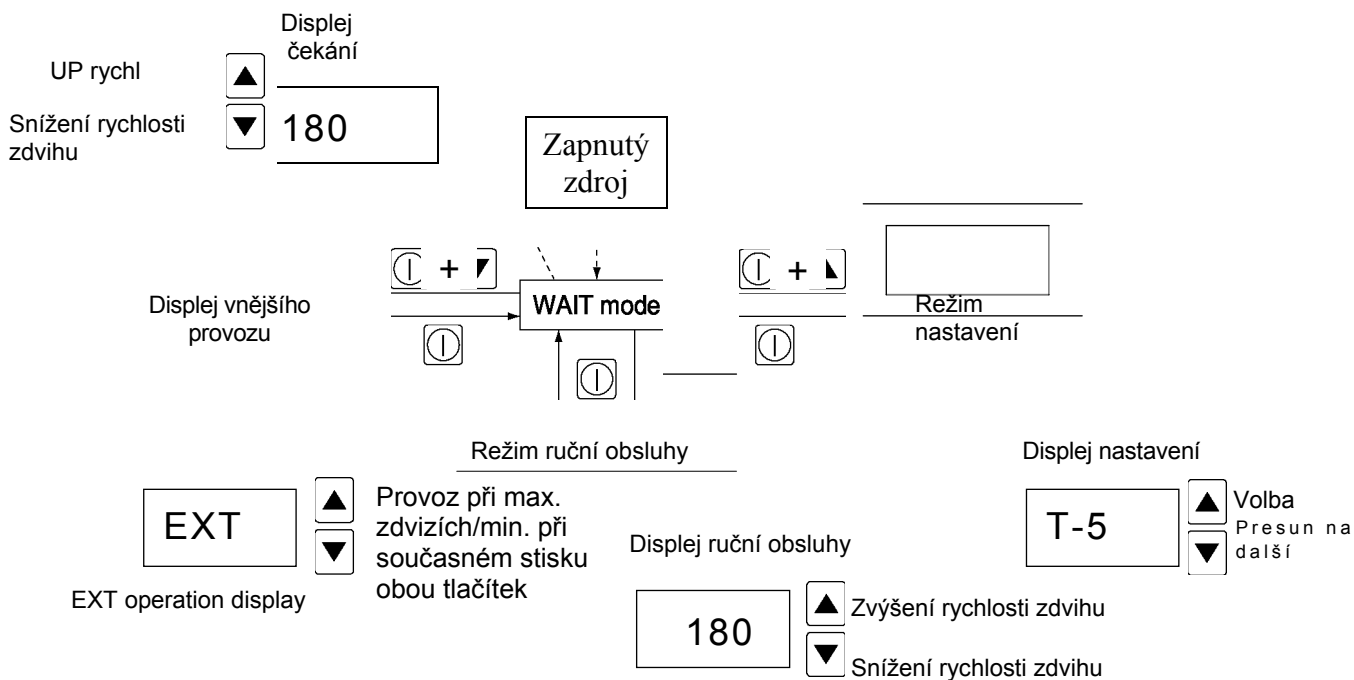 Displej
čekání
UP rychl
180
Snížení rychlosti
zdvihu
Zapnutý
zdroj
+
+
WAIT mode
Displej vnějšího
provozu
Režim
nastavení
Režim ruční obsluhy
Displej nastavení
EXT
Provoz při max.
zdvizích/min. při
současném stisku
obou tlačítek
EXT operation display
Displej ruční obsluhy
180
Zvýšení rychlosti zdvihu
Snížení rychlosti zdvihu
T-5
Volba
Presun na
další